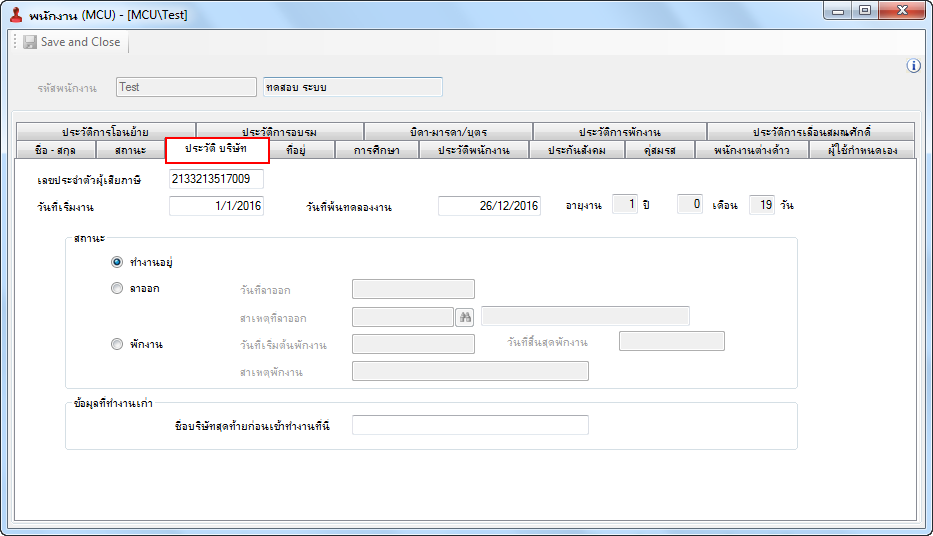 พนักงาน (MCU) - [MCU\Test]
Save and Close
รหัสพนักงาน Test ทดสอบ ระบบ
ประวัติการโอนย้าย ประวัติการอบรม บิดา-มารดา/บุตร ประวัติการพักงาน ประวัติการเลื่อนสมณศักดิ์
ชื่อ - สกุล สถานะ ประวัติ บริษัท ที่อยู่ การศึกษา ประวัติพนักงาน ประกันสังคม คู่สมรส พนักงานต่างด้าว ผู้ใช้กำหนดเอง
เลขประจำตัวผู้เสียภาษี 2133213517009
วันที่เริ่มงาน 1/1/2016 วันที่พ้นทดลองงาน 26/12/2016 อายุงาน 1 ปี 0 เดือน 19 วัน
สถานะ
ทำงานอยู่
ลาออก วันที่ลาออก
สาเหตุที่ลาออก
พักงาน วันที่เริ่มต้นพักงาน วันที่สิ้นสุดพักงาน
สาเหตุพักงาน
ข้อมูลที่ทำงานเก่า
ชื่อบริษัทสุดท้ายก่อนเข้าทำงานที่นี่